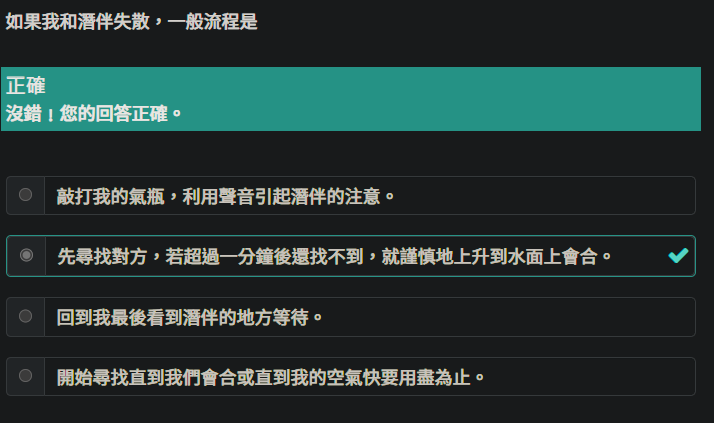 如果我和潛伴失散，一般流程是
正確
沒錯！您的回答正確。
敲打我的氣瓶，利用聲音引起潛伴的注意。
先尋找對方，若超過一分鐘後還找不到，就謹慎地上升到水面上會合。
回到我最後看到潛伴的地方等待。
開始尋找直到我們會合或直到我的空氣快要用盡為止。